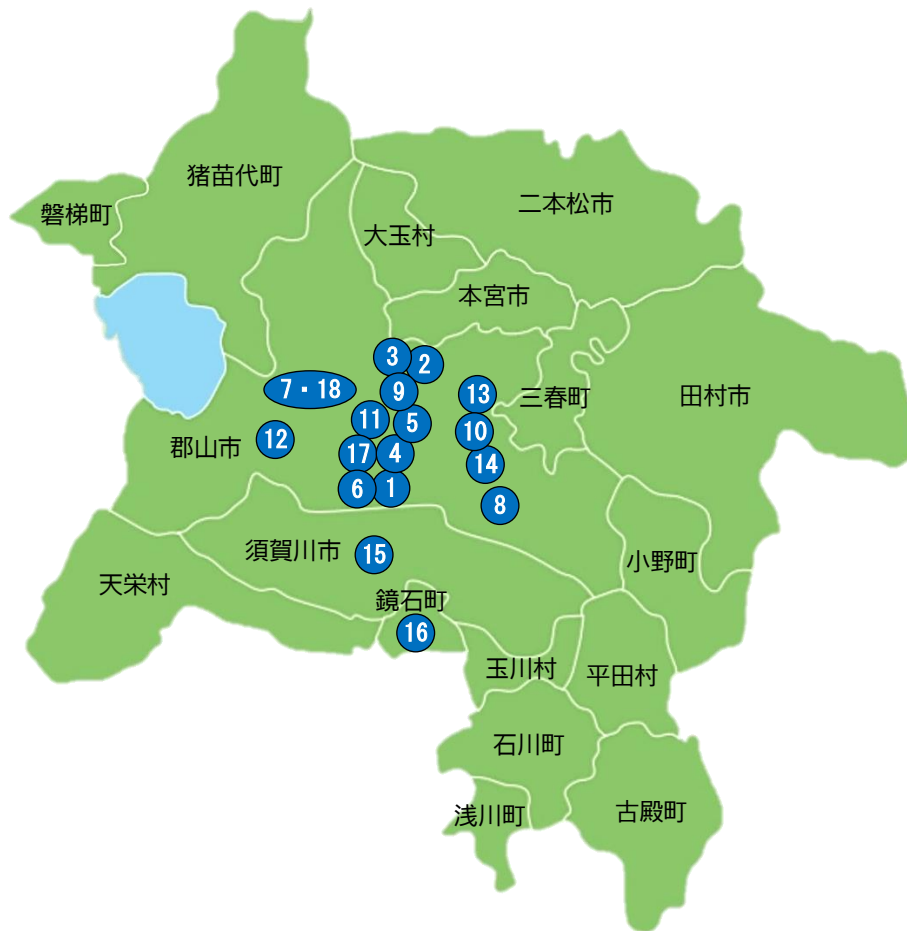 猪苗代町
磐梯町
二本松市
大玉村
本宮市
3
2
7・18
9
13
三春町
田村市
11
5
12
郡山市
10
17
4
14
6
1
8
須賀川市
15
小野町
天栄村
鏡石町
16
玉川村
平田村
石川町
浅川町
古殿町